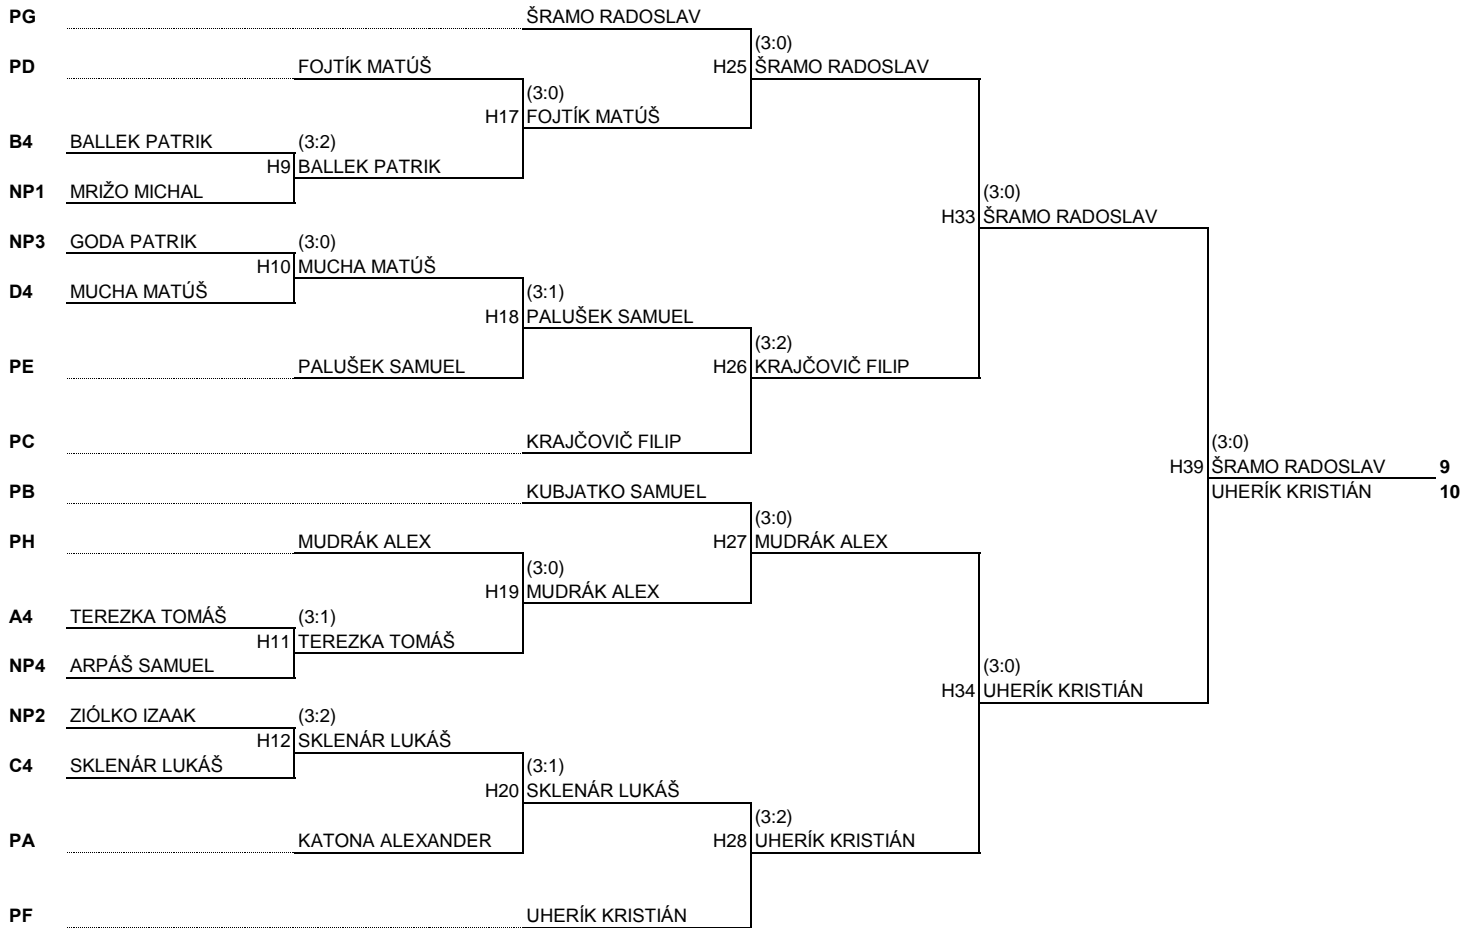 PG ŠRAMO RADOSLAV
(3:0)
PD FOJTÍK MATÚŠ H25 ŠRAMO RADOSLAV
(3:0)
H17 FOJTÍK MATÚŠ
B4 BALLEK PATRIK (3:2)
H9 BALLEK PATRIK
NP1 MRIŽO MICHAL (3:0)
H33 ŠRAMO RADOSLAV
NP3 GODA PATRIK (3:0)
H10 MUCHA MATÚŠ
D4 MUCHA MATÚŠ (3:1)
H18 PALUŠEK SAMUEL
(3:2)
PE PALUŠEK SAMUEL H26 KRAJČOVIČ FILIP
PC KRAJČOVIČ FILIP (3:0)
H39 ŠRAMO RADOSLAV 9
PB KUBJATKO SAMUEL UHERÍK KRISTIÁN 10
(3:0)
PH MUDRÁK ALEX H27 MUDRÁK ALEX
(3:0)
H19 MUDRÁK ALEX
A4 TEREZKA TOMÁŠ (3:1)
H11 TEREZKA TOMÁŠ
NP4 ARPÁŠ SAMUEL (3:0)
H34 UHERÍK KRISTIÁN
NP2 ZIÓLKO IZAAK (3:2)
H12 SKLENÁR LUKÁŠ
C4 SKLENÁR LUKÁŠ (3:1)
H20 SKLENÁR LUKÁŠ
(3:2)
PA KATONA ALEXANDER H28 UHERÍK KRISTIÁN
PF UHERÍK KRISTIÁN